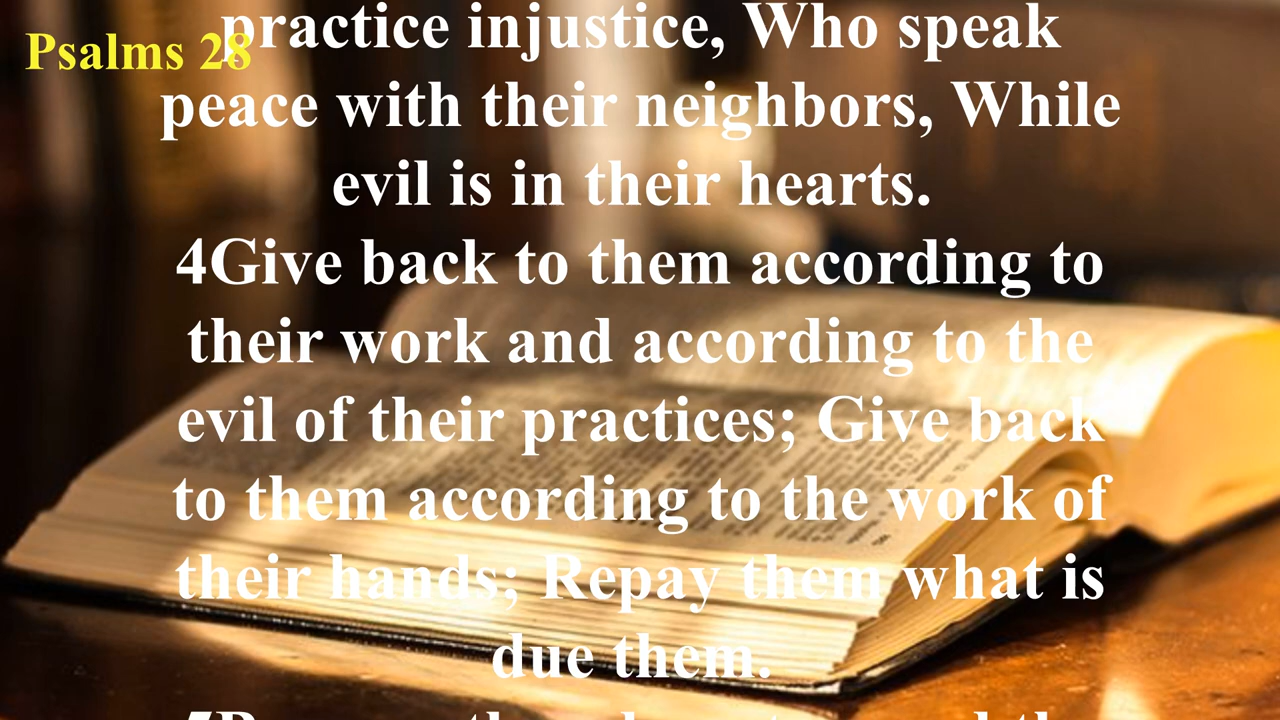 Psalms 28
practice injustice, Who speak
peace with their neighbors, While
evil is in their hearts.
4Give back to them according to
their work and according to the
evil of their practices; Give back
to them according to the work of
their hands; Repay them what is
due them.